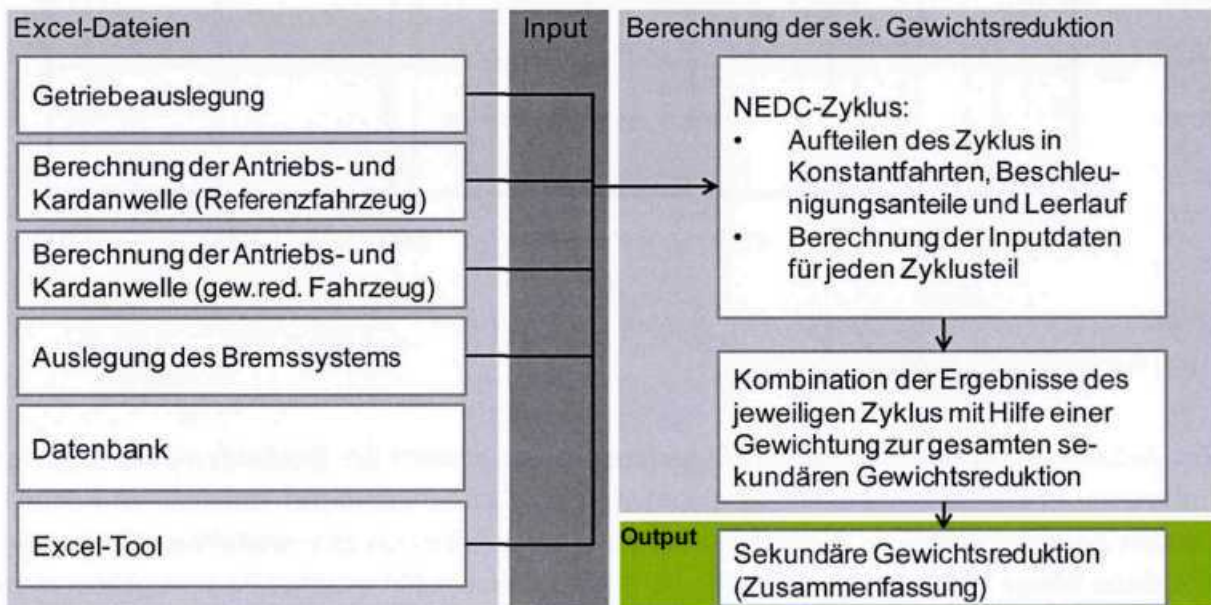 Excel-Dateien
Getriebeauslegung
Berechnung der Antriebs- und
Kardanwelle (Referenzfahrzeug)
Berechnung der Antriebs- und
Kardanwelle (gew.red. Fahrzeug)
Auslegung des Bremssystems
Datenbank
Excel-Tool
Input
Berechnung der sek. Gewichtsreduktion
NEDC-Zyklus:
• Aufteilen des Zyklus in
Konstantfahrten, Beschleu-
nigungsanteile und Leerlauf
• Berechnung der Inputdaten
für jeden Zyklusteil
Kombination der Ergebnisse des
jeweiligen Zyklus mit Hilfe einer
Gewichtung zur gesamten se-
kundären Gewichtsreduktion
Output
Sekundäre Gewichtsreduktion
(Zusammenfassung)